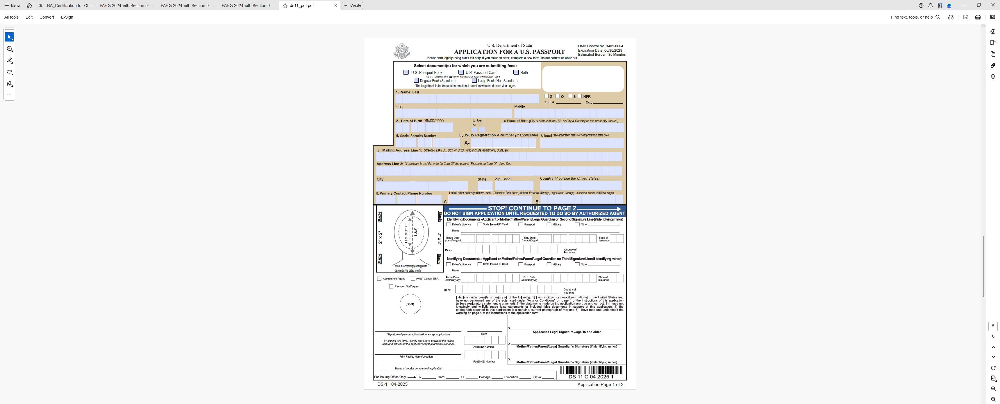 Menu
05 - RA_Certification for Ot...
PARG 2024 with Section 9 ...
PARG 2024 with Section 9 ...
PARG 2024 with Section 9 ...
ds11_pdf.pdf
+ Create
All tools
Edit
Convert
E-Sign
Find text, tools, or help
U.S. Department of State
APPLICATION FOR A U.S. PASSPORT
Please print legibly using black ink only. If you make an error, complete a new form. Do not correct or white out.
OMB Control No. 1405-0004
Expiration Date: 06/30/2028
Estimated Burden: 85 Minutes
Select document(s) for which you are submitting fees:
U.S. Passport Book U.S. Passport Card Both
The U.S. Passport Card is not valid for international air travel. See Instruction Page 3
Regular Book (Standard) Large Book (Non-Standard)
The large book is for frequent international travelers who need more visa pages
1. Name Last
D O S NFR
End. # Exp.
First Middle
2. Date of Birth (MM/DD/YYYY) 3. Sex 4. Place of Birth (City & State if in the U.S. or City & Country as it is presently known.)
M F
5. Social Security Number 6. USCIS Registration A-Number (if applicable) 7. Email (see application status at passportstatus.state.gov)
A-
8. Mailing Address Line 1: Street/RFD#, P.O. Box, or URB. Also include Apartment, Suite, etc
Address Line 2: (If applicant is a child, write "In Care Of" the parent) Example: In Care Of - Jane Doe
City State Zip Code Country (if outside the United States)
9. Primary Contact Phone Number List all other names you have used. (Examples: Birth Name, Maiden, Previous Marriage, Legal Name Change). If needed, attach additional pages.
A. B.
STOP! CONTINUE TO PAGE 2
DO NOT SIGN APPLICATION UNTIL REQUESTED TO DO SO BY AUTHORIZED AGENT
Staple
2" x 2"
Staple
FROM 1" TO
1 3/8"
Staple
2" x 2"
Staple
Attach a color photograph of applicant
taken within the last six months
Identifying Documents - Applicant or Mother/Father/Parent/Legal Guardian on Second Signature Line (if identifying minor)
Driver's License State Issued ID Card Passport Military Other
Name
Issue Date Exp. Date State of
(mm/dd/yyyy) (mm/dd/yyyy) Issuance
ID No Country of
Issuance
Identifying Documents - Applicant or Mother/Father/Parent/Legal Guardian on Third Signature Line (if identifying minor)
Driver's License State Issued ID Card Passport Military Other
Name
Issue Date Exp. Date State of
(mm/dd/yyyy) (mm/dd/yyyy) Issuance
ID No Country of
Issuance
Acceptance Agent (Vice) Consul USA
Passport Staff Agent
(Seal)
I declare under penalty of perjury all of the following: 1) I am a citizen or non-citizen national of the United States and
have not performed any of the acts listed under "Acts or Conditions" on page 4 of the instructions of this application
(unless explanatory statement is attached); 2) the statements made on the application are true and correct; 3) I have not
knowingly and willfully made false statements or included false documents in support of this application; 4) the
photograph attached to this application is a genuine, current photograph of me; and 5) I have read and understood the
warning on page 4 of the instructions to the application form.
x
Applicant's Legal Signature - age 16 and older
x
Mother/Father/Parent/Legal Guardian's Signature (if identifying minor)
x
Mother/Father/Parent/Legal Guardian's Signature (if identifying minor)
Signature of person authorized to accept applications
Date
By signing this form, I certify that I have provided the verbal
oath and witnessed the applicant's/legal guardian's signature.
Agent ID Number
Print Facility Name/Location
Facility ID Number
Name of courier company (if applicable)
For Issuing Office Only Bk Card EF Postage Execution Other
DS 11 C 04 2025 1
DS-11 04-2025
Application Page 1 of 2
5
6